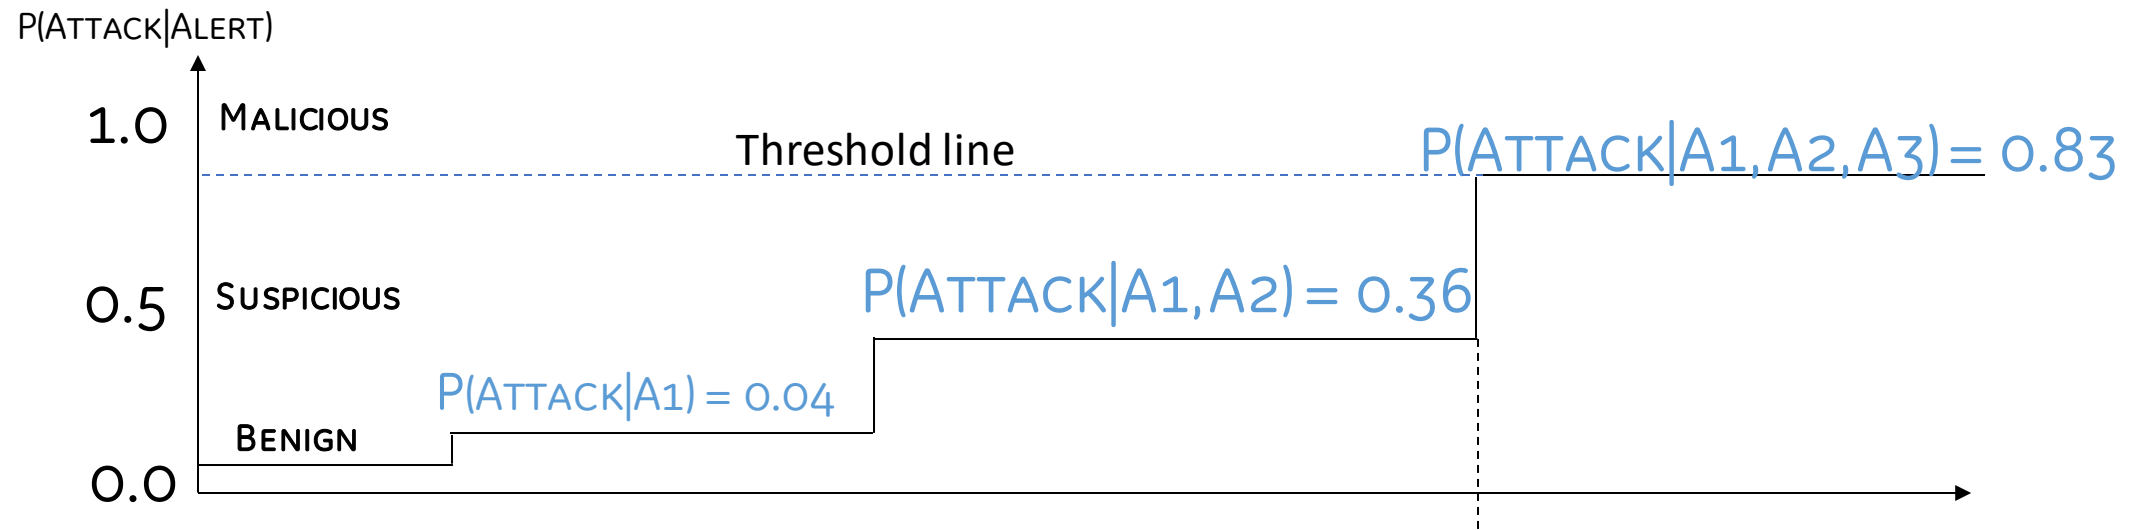 P(ATTACK|ALERT)
1.0 MALICIOUS
Threshold line
P(ATTACK|A1,A2,A3)= 0.83
0.5 SUSPICIOUS
P(ATTACK|A1,A2)= 0.36
P(ATTACK|A1)= 0.04
BENIGN
0.0